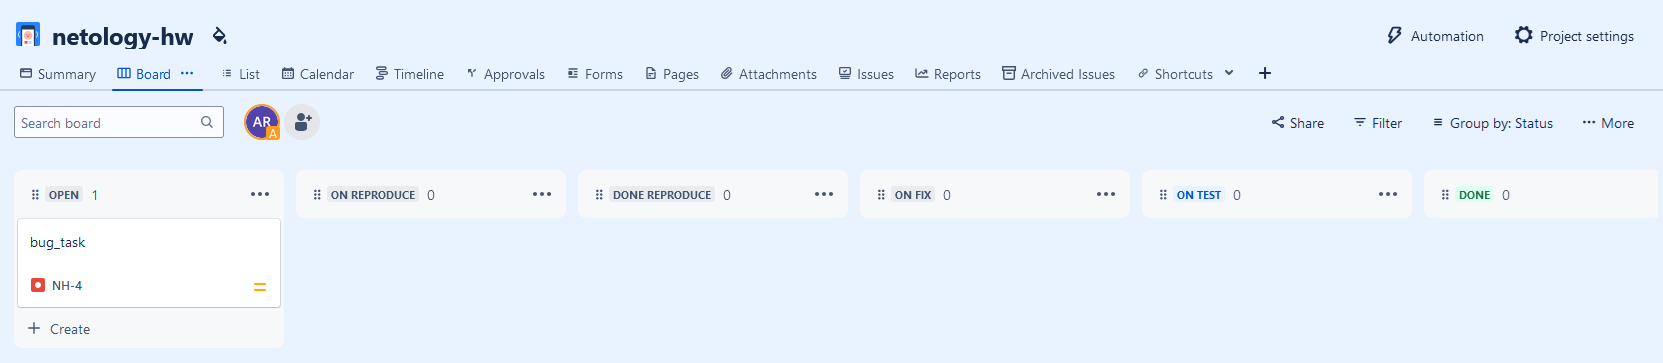 netology-hw
Automation Project settings
Summary Board ••• List Calendar Timeline Approvals Forms Pages Attachments Issues Reports Archived Issues Shortcuts +
Search board AR A Share Filter Group by: Status ••• More
OPEN 1 ••• ON REPRODUCE 0 ••• DONE REPRODUCE 0 ••• ON FIX 0 ••• ON TEST 0 ••• DONE 0
bug_task
NH-4
+ Create